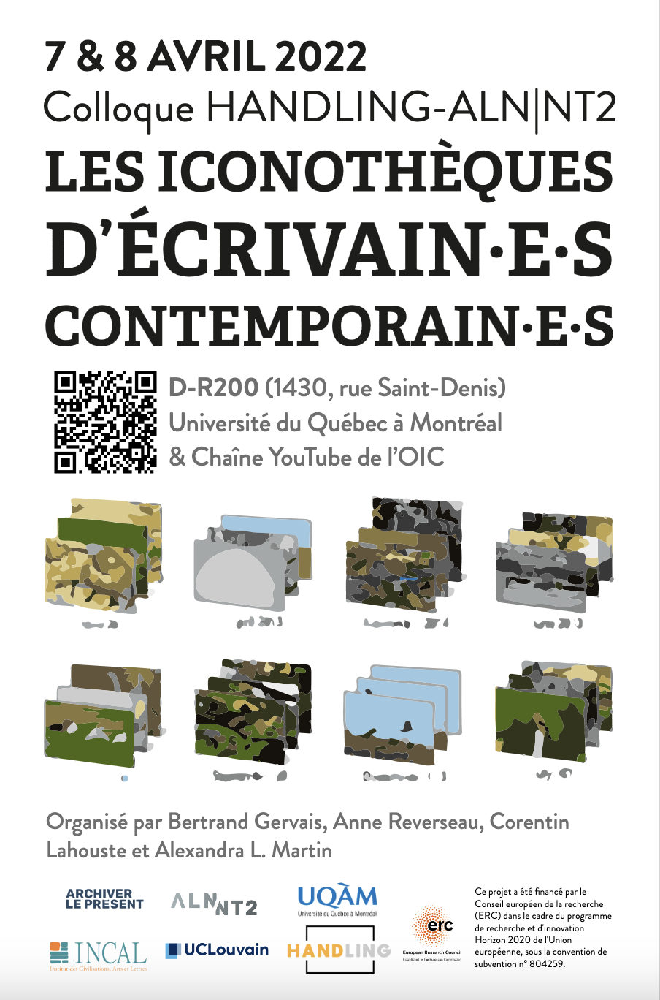 7 & 8 AVRIL 2022
Colloque HANDLING-ALN|NT2
LES ICONOTHÈQUES
D'ÉCRIVAIN·E·S
CONTEMPORAIN·E·S
D-R200 (1430, rue Saint-Denis)
Université du Québec à Montréal
& Chaîne YouTube de l'OIC
Organisé par Bertrand Gervais, Anne Reverseau, Corentin
Lahouste et Alexandra L. Martin
ARCHIVER
LE PRESENT
ALN
NT2
UQÀM
Université du Québec à Montréal
INCAL
Institut des Civilisations, Arts et Lettres
UCLouvain
HANDLING
erc
European Research Council
Established by the European Commission
Ce projet a été financé par le
Conseil européen de la recherche
(ERC) dans le cadre du programme
de recherche et d'innovation
Horizon 2020 de l'Union
européenne, sous la convention de
subvention n° 804259.